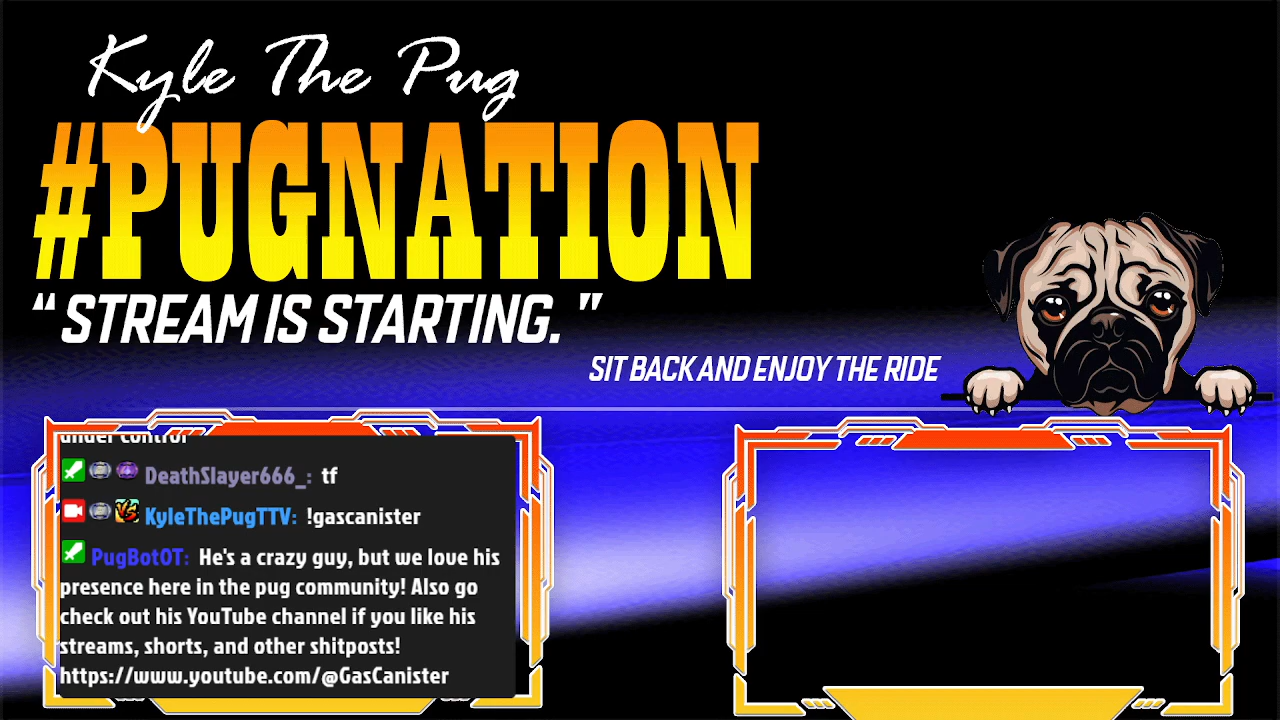 Kyle The Pug
#PUGNATION
“ STREAM IS STARTING. ”
SIT BACK AND ENJOY THE RIDE
under control
DeathSlayer666_: tf
KyleThePugTTV: !gascanister
PugBotOT: He's a crazy guy, but we love his
presence here in the pug community! Also go
check out his YouTube channel if you like his
streams, shorts, and other shitposts!
https://www.youtube.com/@GasCanister